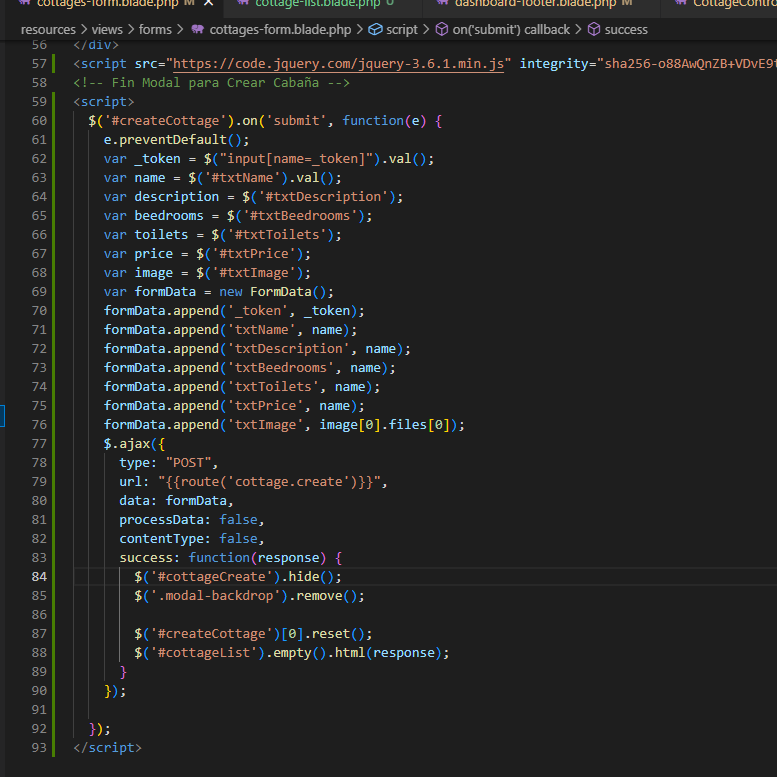 cottages-form.blade.php M cottage-list.blade.php U dashboard-footer.blade.php M CottageContro
resources > views > forms > cottages-form.blade.php > script > on('submit') callback > success
56 </div>
57 <script src="https://code.jquery.com/jquery-3.6.1.min.js" integrity="sha256-o88AwQnZB+VDvE9t
58 <!-- Fin Modal para Crear Cabaña -->
59 <script>
60 $('#createCottage').on('submit', function(e) {
61 e.preventDefault();
62 var _token = $("input[name=_token]").val();
63 var name = $('#txtName').val();
64 var description = $('#txtDescription');
65 var beedrooms = $('#txtBeedrooms');
66 var toilets = $('#txtToilets');
67 var price = $('#txtPrice');
68 var image = $('#txtImage');
69 var formData = new FormData();
70 formData.append('_token', _token);
71 formData.append('txtName', name);
72 formData.append('txtDescription', name);
73 formData.append('txtBeedrooms', name);
74 formData.append('txtToilets', name);
75 formData.append('txtPrice', name);
76 formData.append('txtImage', image[0].files[0]);
77 $.ajax({
78 type: "POST",
79 url: "{{route('cottage.create')}}",
80 data: formData,
81 processData: false,
82 contentType: false,
83 success: function(response) {
84 $('#cottageCreate').hide();
85 $('.modal-backdrop').remove();
86
87 $('#createCottage')[0].reset();
88 $('#cottageList').empty().html(response);
89 }
90 });
91
92 });
93 </script>